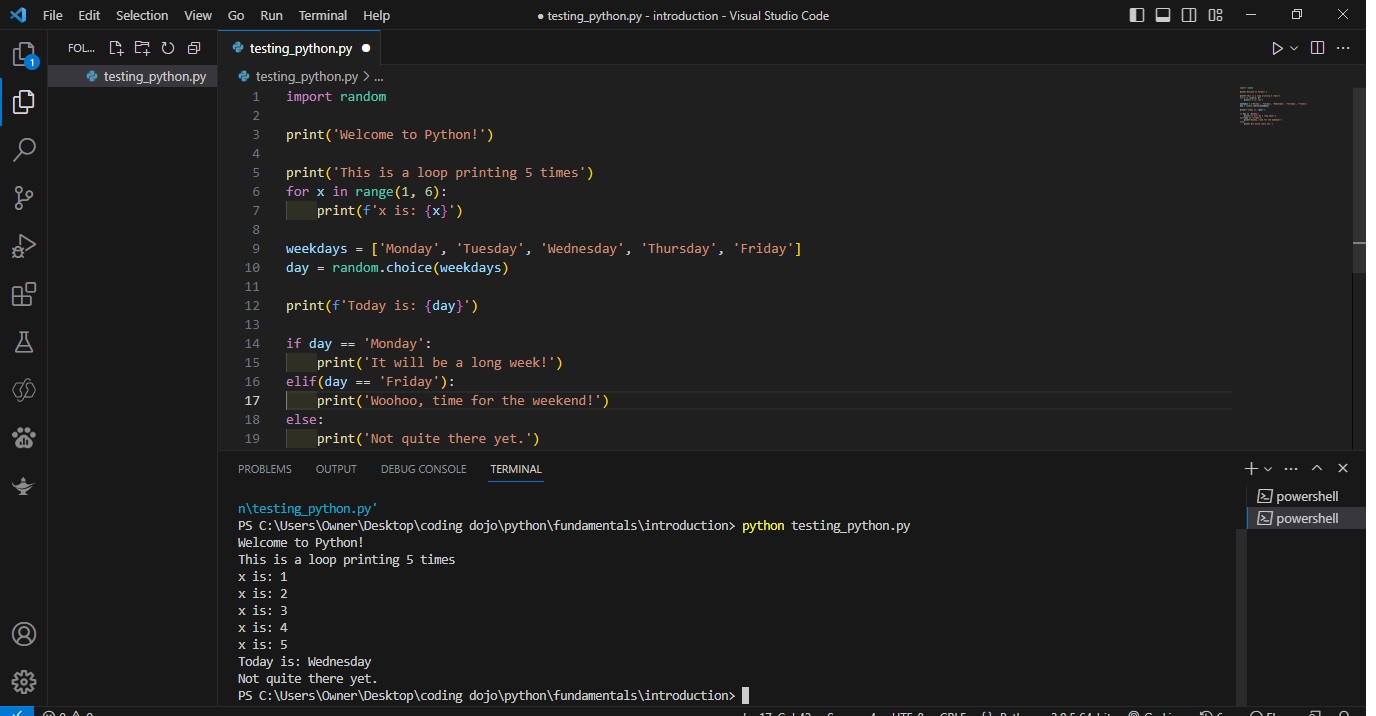 File Edit Selection View Go Run Terminal Help ● testing_python.py - introduction - Visual Studio Code
1
FOL...
testing_python.py
testing_python.py ●
testing_python.py > ...
1 import random
2
3 print('Welcome to Python!')
4
5 print('This is a loop printing 5 times')
6 for x in range(1, 6):
7     print(f'x is: {x}')
8
9 weekdays = ['Monday', 'Tuesday', 'Wednesday', 'Thursday', 'Friday']
10 day = random.choice(weekdays)
11
12 print(f'Today is: {day}')
13
14 if day == 'Monday':
15     print('It will be a long week!')
16 elif(day == 'Friday'):
17     print('Woohoo, time for the weekend!')
18 else:
19     print('Not quite there yet.')
PROBLEMS OUTPUT DEBUG CONSOLE TERMINAL
powershell
powershell
n\testing_python.py'
PS C:\Users\Owner\Desktop\coding dojo\python\fundamentals\introduction> python testing_python.py
Welcome to Python!
This is a loop printing 5 times
x is: 1
x is: 2
x is: 3
x is: 4
x is: 5
Today is: Wednesday
Not quite there yet.
PS C:\Users\Owner\Desktop\coding dojo\python\fundamentals\introduction>